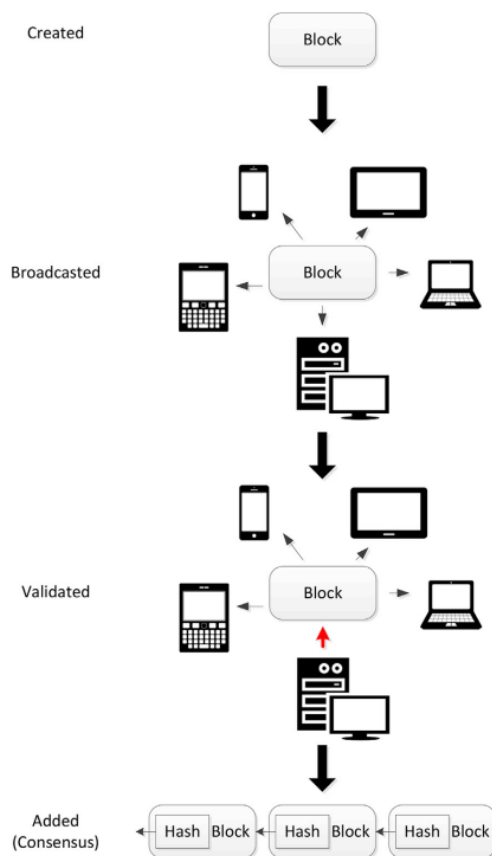 Created
Block
Broadcasted
Block
Validated
Block
Added
(Consensus)
Hash Block Hash Block Hash Block